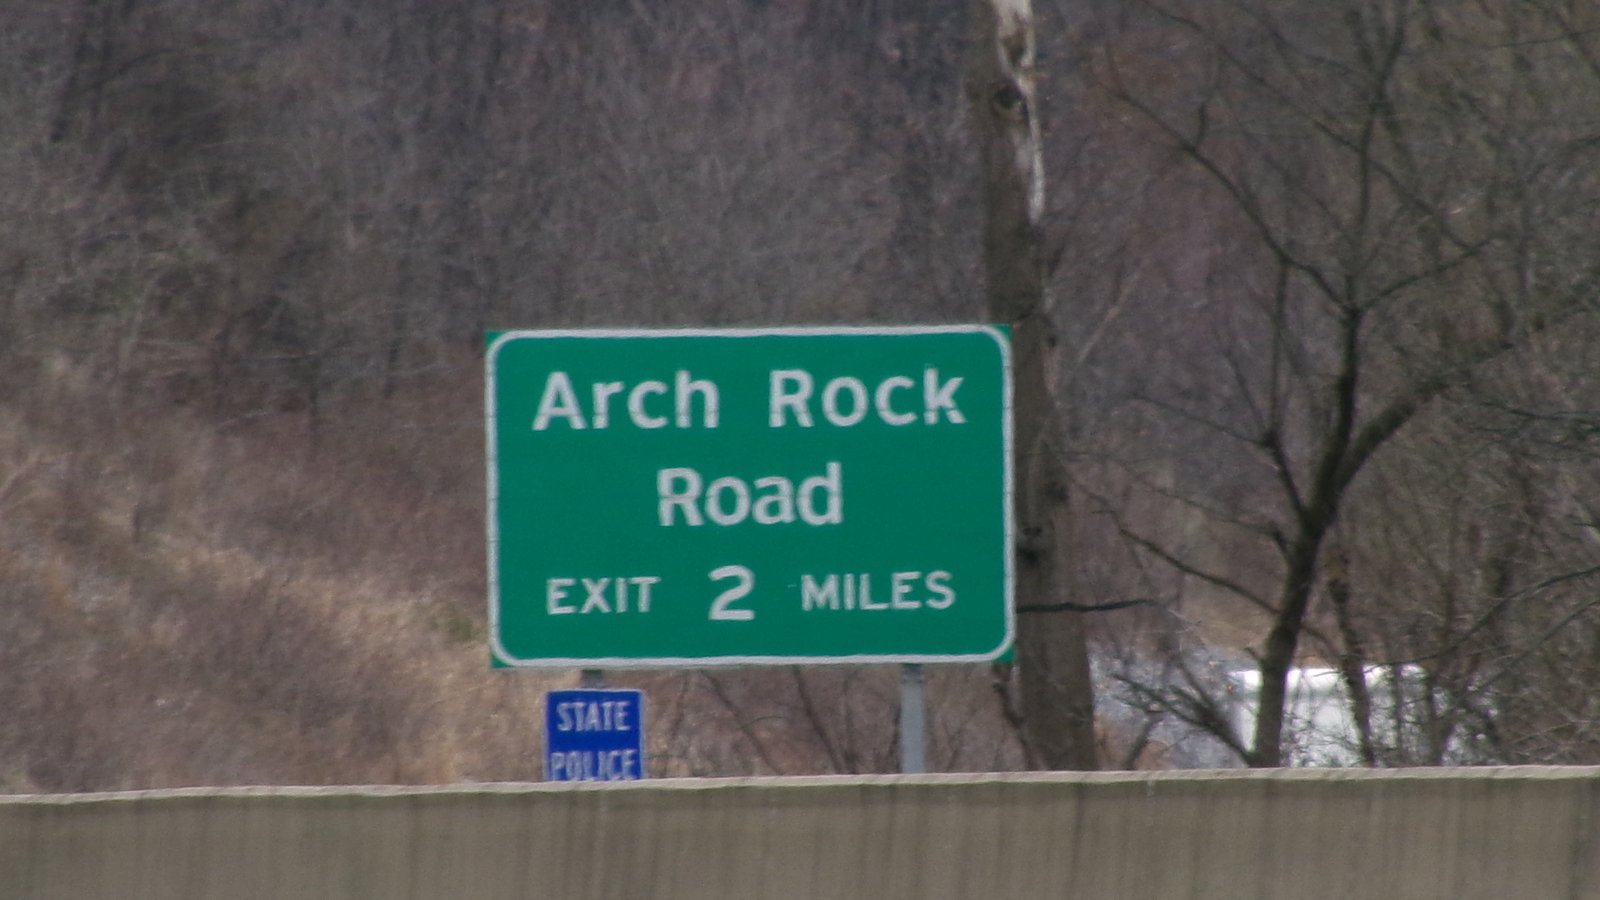 Arch Rock
Road
EXIT 2 MILES
STATE
POLICE